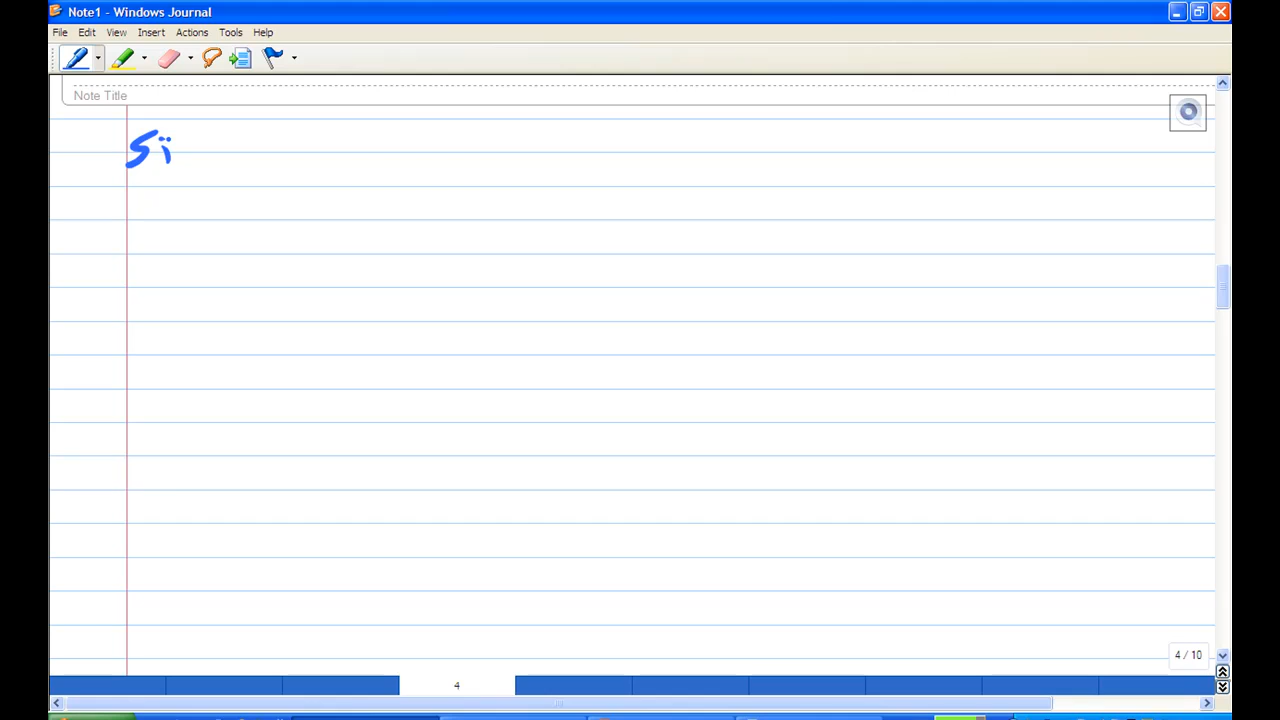 Note1 - Windows Journal
File Edit View Insert Actions Tools Help
Note Title
Si
4 / 10
4